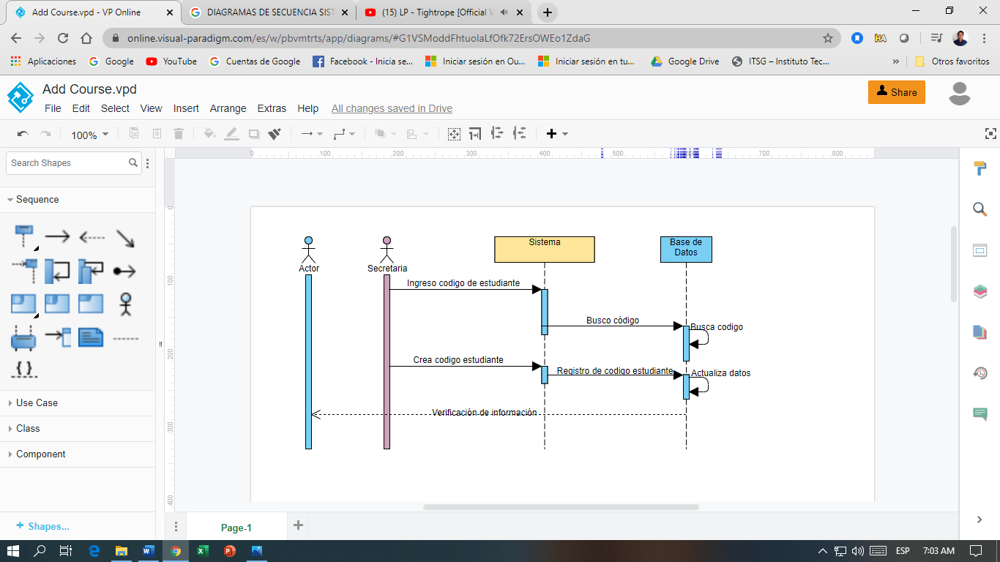 Add Course.vpd - VP Online
DIAGRAMAS DE SECUENCIA SIST
(15) LP - Tightrope [Official V
online.visual-paradigm.com/es/w/pbvmtrts/app/diagrams/#G1VSModdFhtuoIaLfOfk72ErsOWEo1ZdaG
Aplicaciones
Google
YouTube
Cuentas de Google
Facebook - Inicia se...
Iniciar sesión en Ou...
Iniciar sesión en tu...
Google Drive
ITSG – Instituto Tec...
»
Otros favoritos
Add Course.vpd
Share
File Edit Select View Insert Arrange Extras Help All changes saved in Drive
100%
Search Shapes
0 100 200 300 400 500 700 800
Sequence
Use Case
Class
Component
+ Shapes...
0
100
200
300
400
Sistema
Base de
Datos
Actor
Secretaria
Ingreso codigo de estudiante
Busco código
Busca codigo
Crea codigo estudiante
Registro de codigo estudiante
Actualiza datos
Verificación de información
Page-1
ESP
7:03 AM